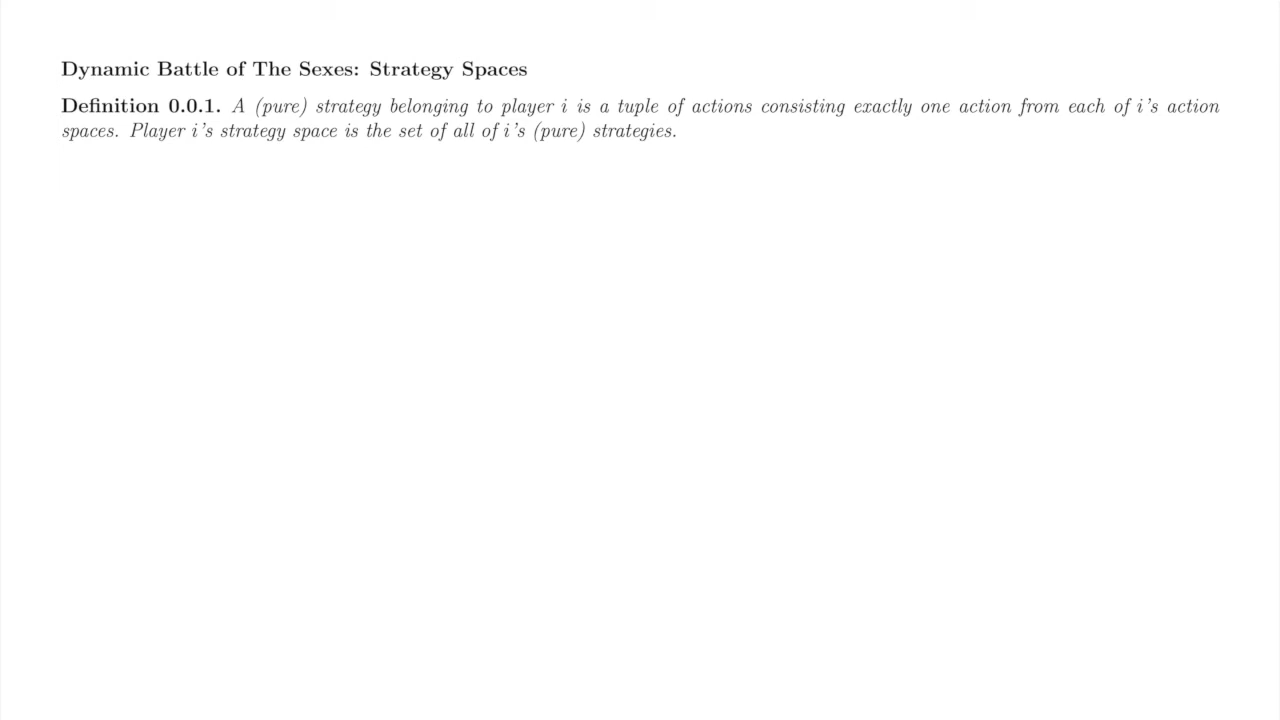 Dynamic Battle of The Sexes: Strategy Spaces
Definition 0.0.1. A (pure) strategy belonging to player i is a tuple of actions consisting exactly one action from each of i's action
spaces. Player i's strategy space is the set of all of i's (pure) strategies.